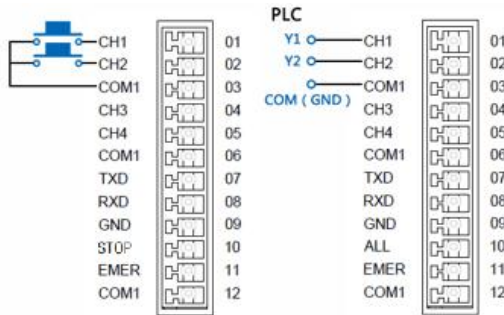 CH1 01
CH2 02
COM1 03
CH3 04
CH4 05
COM1 06
TXD 07
RXD 08
GND 09
STOP 10
EMER 11
COM1 12
PLC
Y1 CH1 01
Y2 CH2 02
COM1 03
COM ( GND )
CH3 04
CH4 05
COM1 06
TXD 07
RXD 08
GND 09
ALL 10
EMER 11
COM1 12